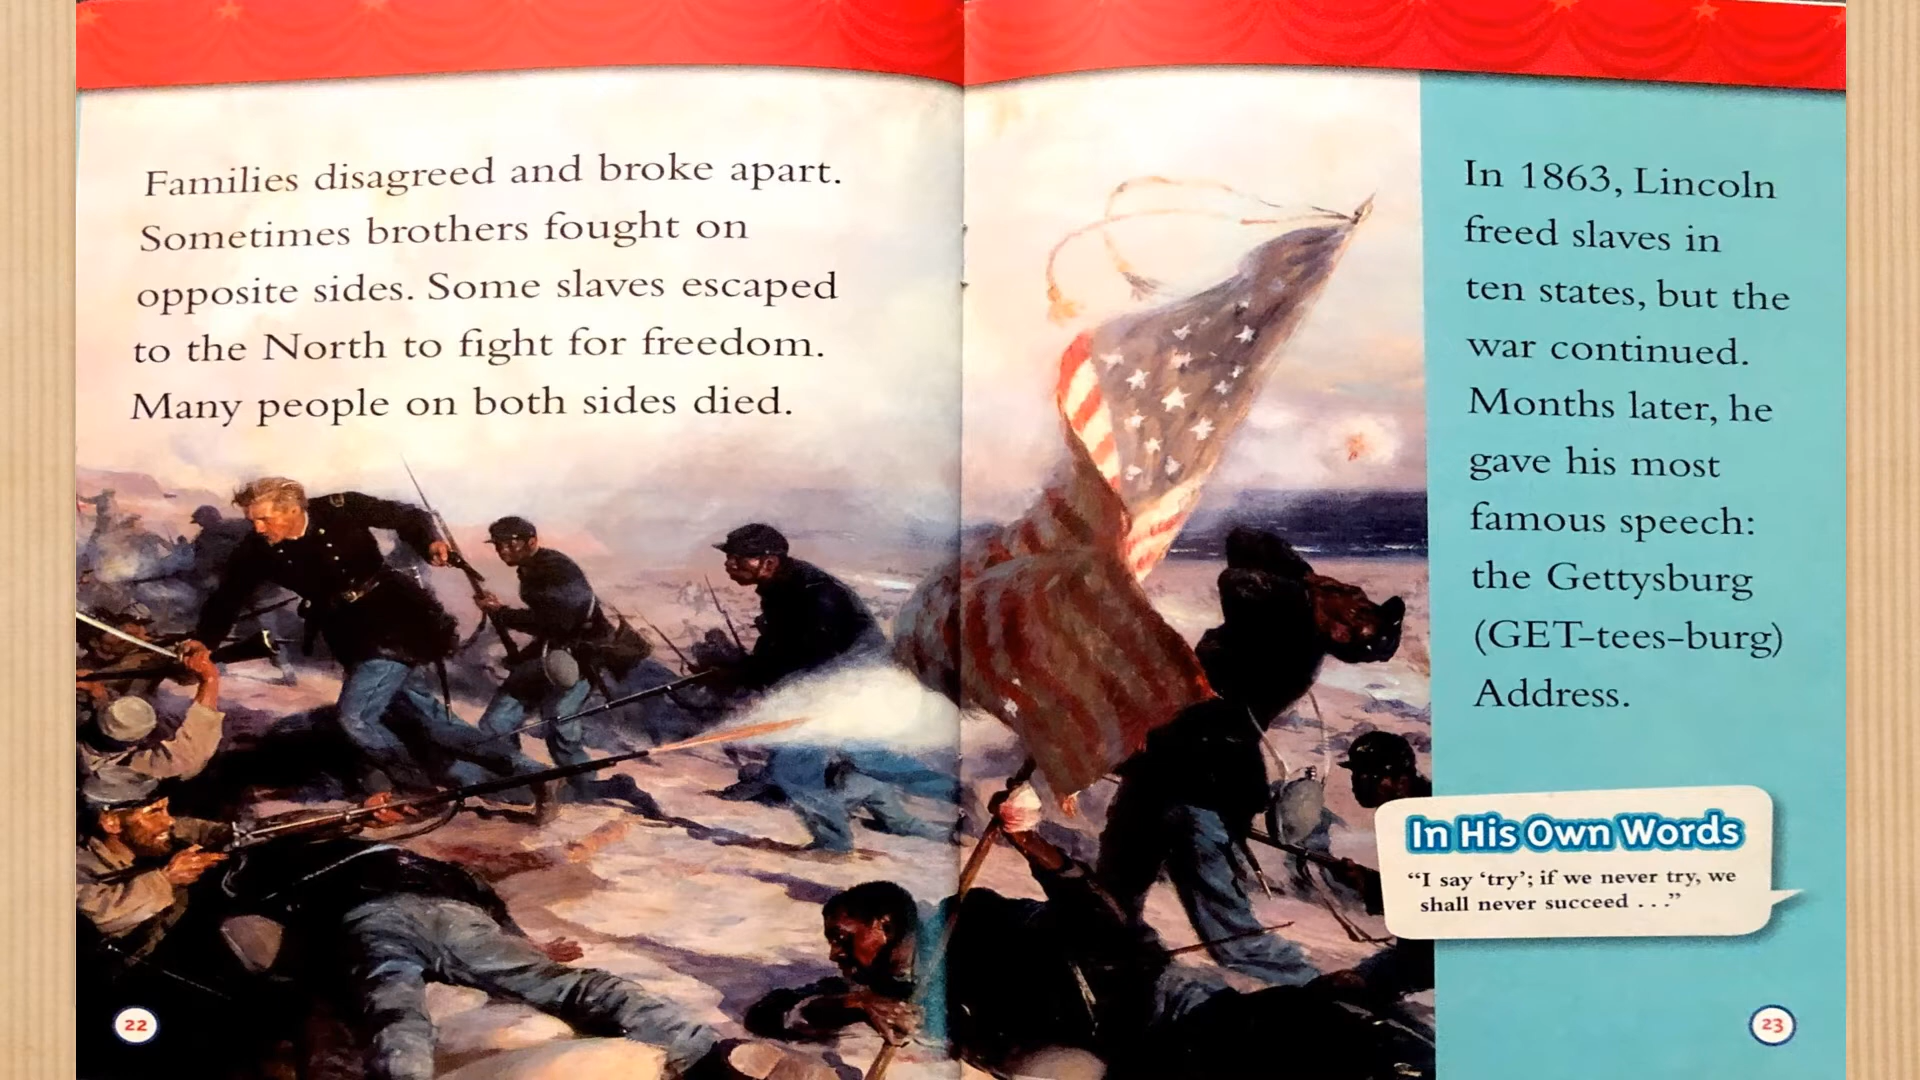 Families disagreed and broke apart.
Sometimes brothers fought on
opposite sides. Some slaves escaped
to the North to fight for freedom.
Many people on both sides died.
22
In 1863, Lincoln
freed slaves in
ten states, but the
war continued.
Months later, he
gave his most
famous speech:
the Gettysburg
(GET-tees-burg)
Address.
In His Own Words
“I say ‘try’; if we never try, we
shall never succeed . . .”
23